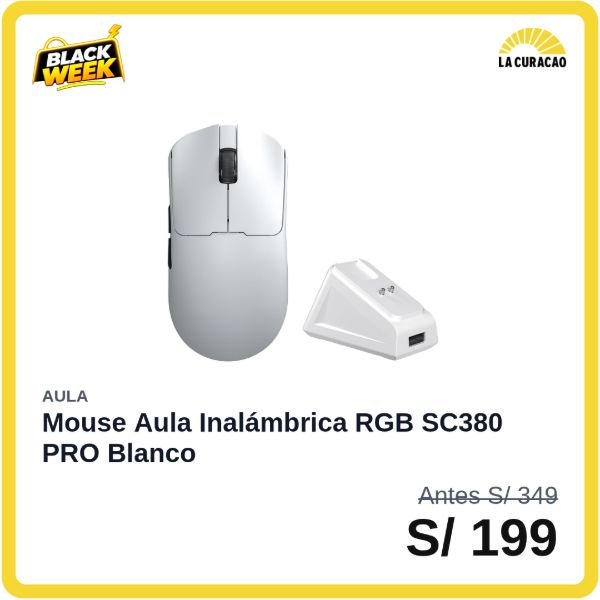 BLACK
WEEK
LA CURACAO
AULA
Mouse Aula Inalámbrica RGB SC380
PRO Blanco
Antes S/ 349
S/ 199